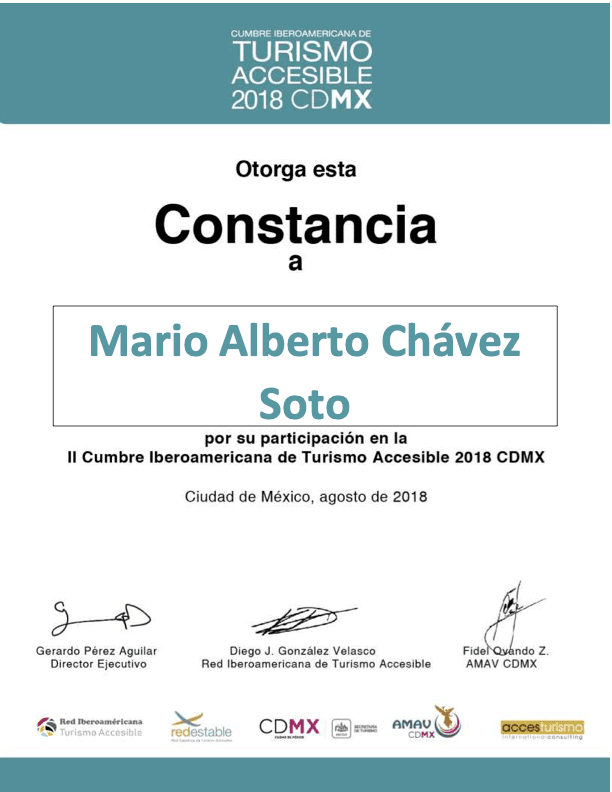 CUMBRE IBEROAMERICANA DE
TURISMO
ACCESIBLE
2018 CDMX
Otorga esta
Constancia
a
Mario Alberto Chávez
Soto
por su participación en la
II Cumbre Iberoamericana de Turismo Accesible 2018 CDMX
Ciudad de México, agosto de 2018
Gerardo Pérez Aguilar
Director Ejecutivo
Diego J. González Velasco
Red Iberoamericana de Turismo Accesible
Fidel Ovando Z.
AMAV CDMX
Red Iberoaméricana
Turismo Accesible
redestable
Red Española de Turismo Accesible
CDMX
CIUDAD DE MÉXICO
SECRETARÍA
DE TURISMO
AMAV
CDMX
accesturismo
internationalconsulting